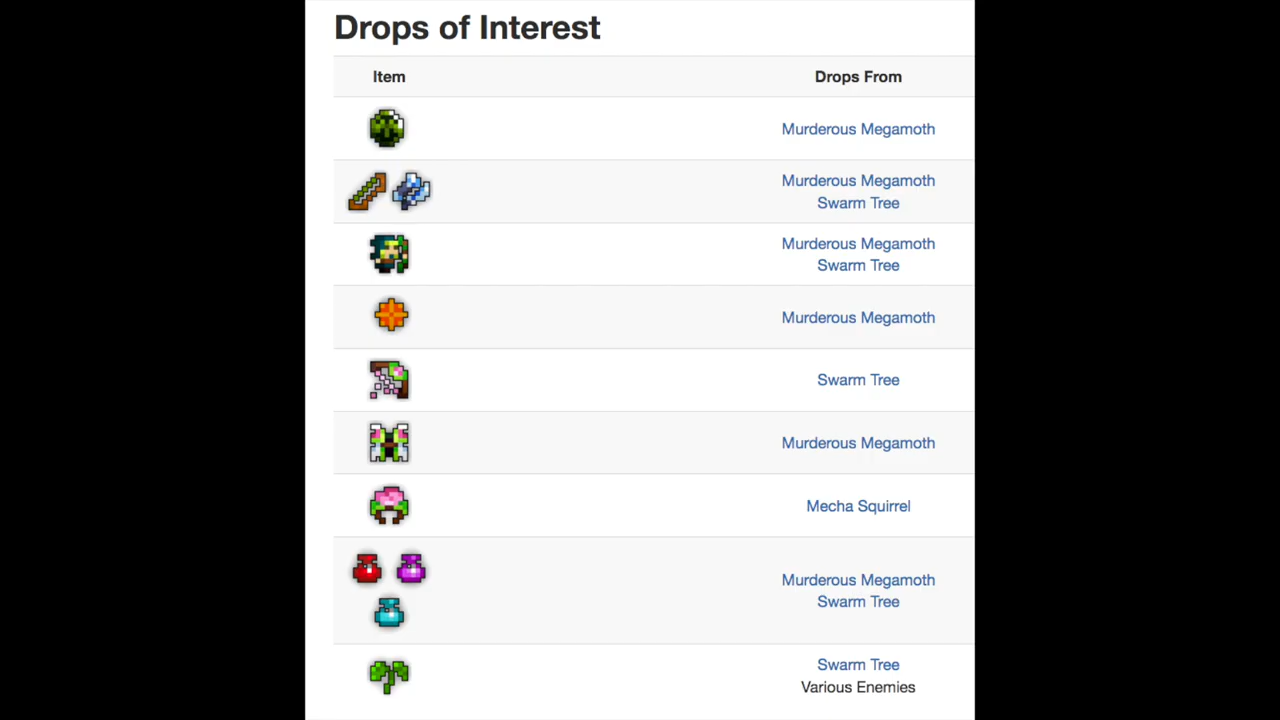 Drops of Interest
Item Drops From
Murderous Megamoth
Murderous Megamoth
Swarm Tree
Murderous Megamoth
Swarm Tree
Murderous Megamoth
Swarm Tree
Murderous Megamoth
Mecha Squirrel
Murderous Megamoth
Swarm Tree
Swarm Tree
Various Enemies